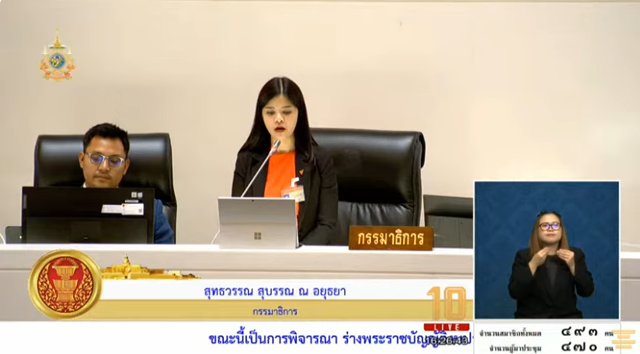 กรรมาธิการ
สุทธวรรณ สุบรรณ ณ อยุธยา
กรรมาธิการ
10
LIVE
ขณะนี้เป็นการพิจารณา ร่างพระราชบัญญัติ
จำนวนสมาชิกทั้งหมด ๔๙๓ คน
จำนวนผู้มาประชุม ๔๗๐ คน